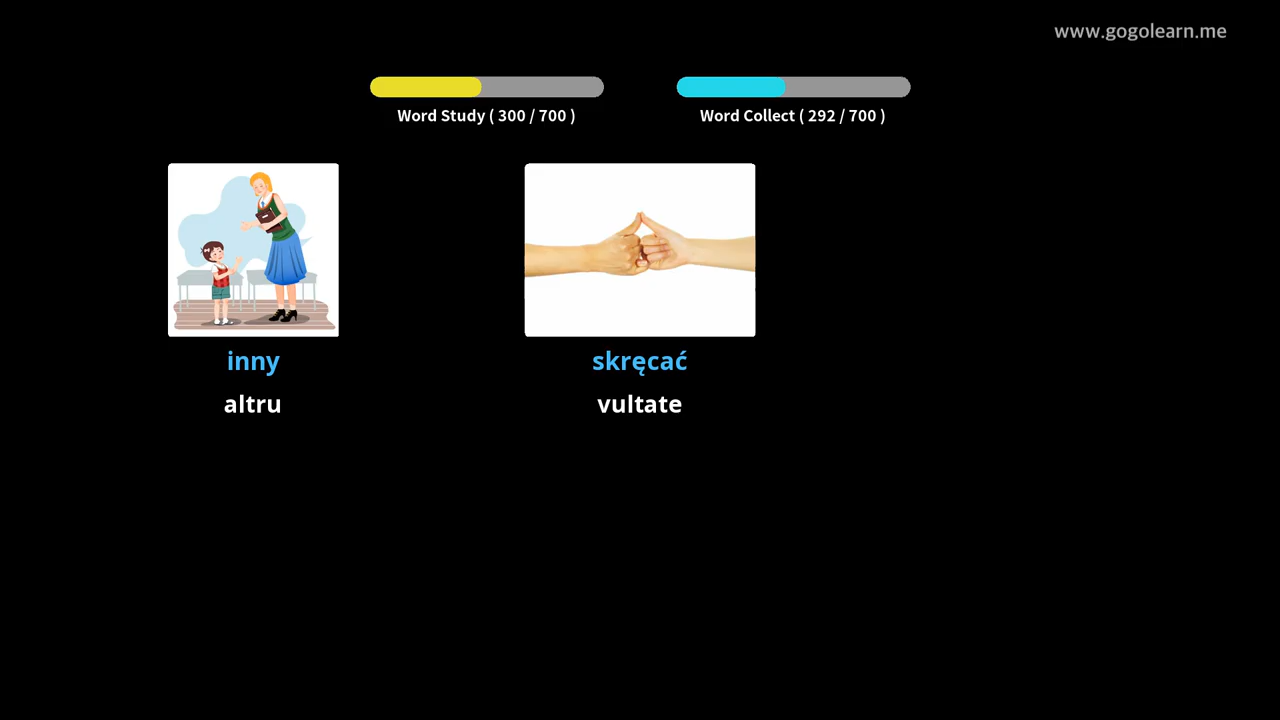 www.gogolearn.me
Word Study ( 300 / 700 )
Word Collect ( 292 / 700 )
inny
skręcać
altru
vultate